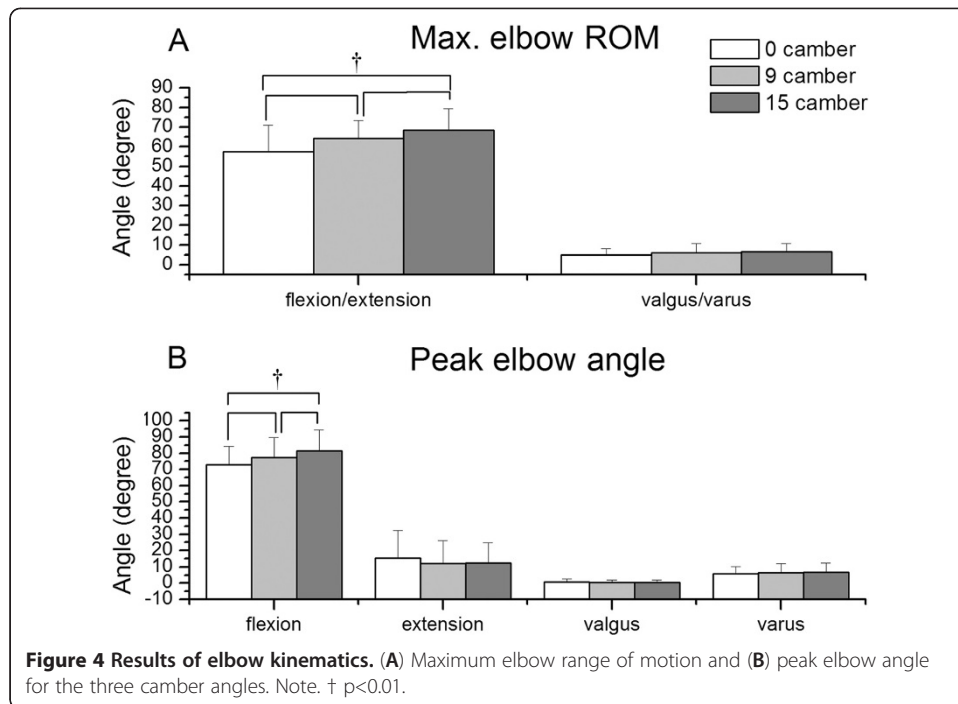 A
Max. elbow ROM
0 camber
9 camber
15 camber
†
90
80
70
60
50
40
30
20
10
0
Angle (degree)
flexion/extension valgus/varus
B
Peak elbow angle
†
100
90
80
70
60
50
40
30
20
10
0
-10
Angle (degree)
flexion extension valgus varus
Figure 4 Results of elbow kinematics. (A) Maximum elbow range of motion and (B) peak elbow angle
for the three camber angles. Note. † p<0.01.